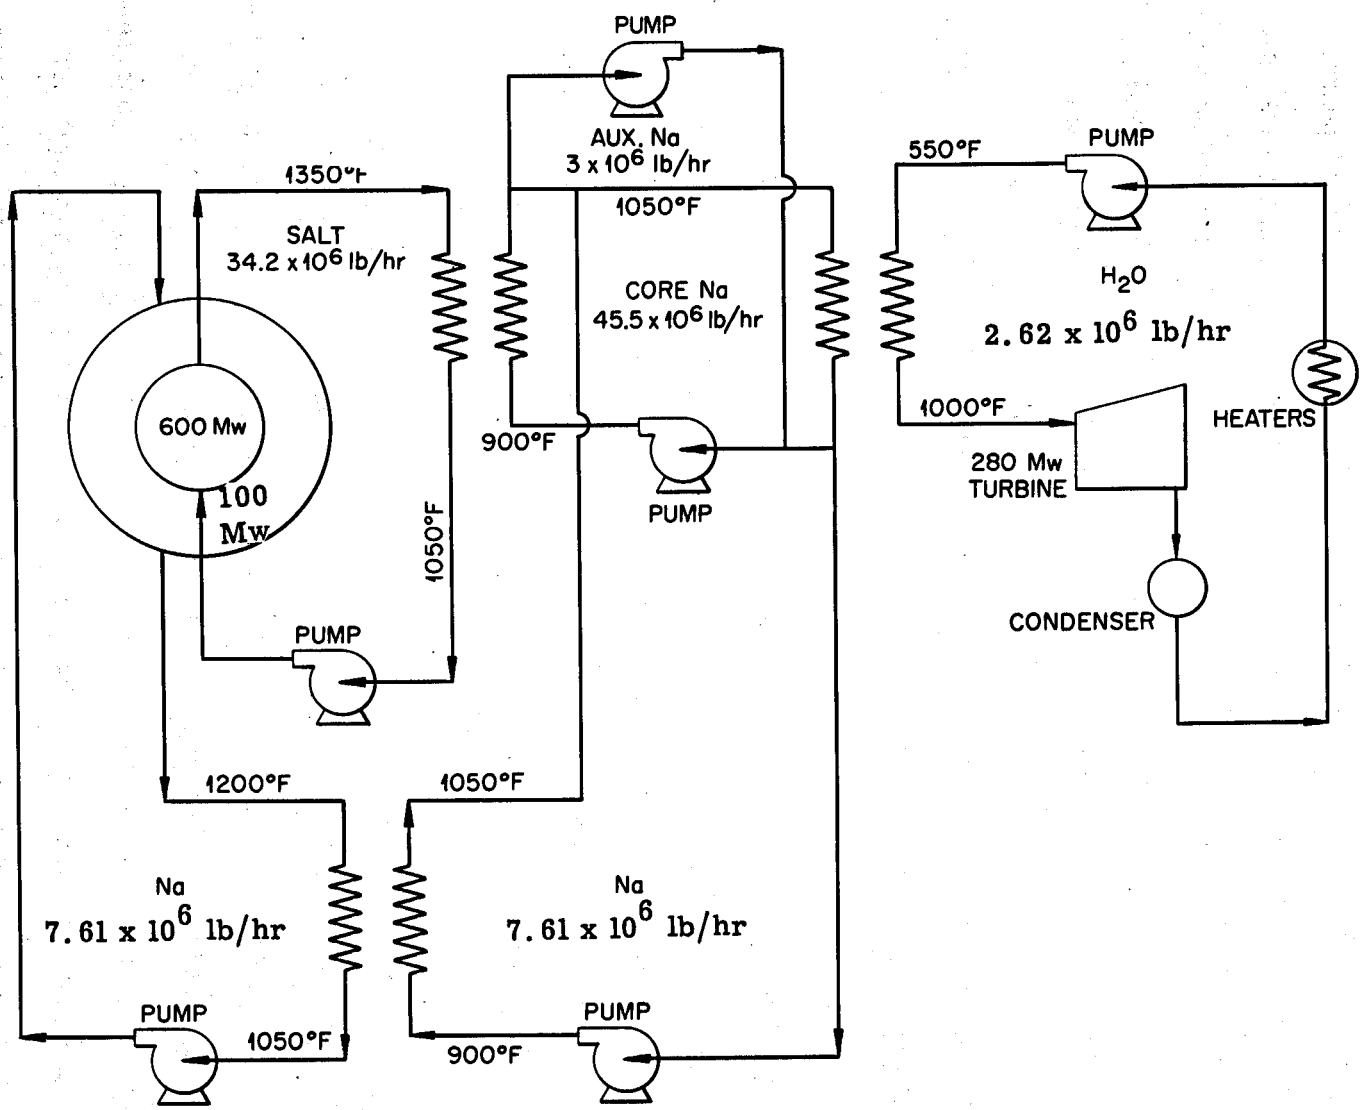 PUMP
AUX. Na
3 x 10⁶ lb/hr
1350°F
1050°F
SALT
34.2 x 10⁶ lb/hr
CORE Na
45.5 x 10⁶ lb/hr
550°F
PUMP
H₂O
2.62 x 10⁶ lb/hr
1000°F
HEATERS
280 Mw
TURBINE
CONDENSER
600 Mw
100
Mw
900°F
PUMP
1050°F
PUMP
1200°F
1050°F
Na
7.61 x 10⁶ lb/hr
Na
7.61 x 10⁶ lb/hr
PUMP
1050°F
PUMP
900°F